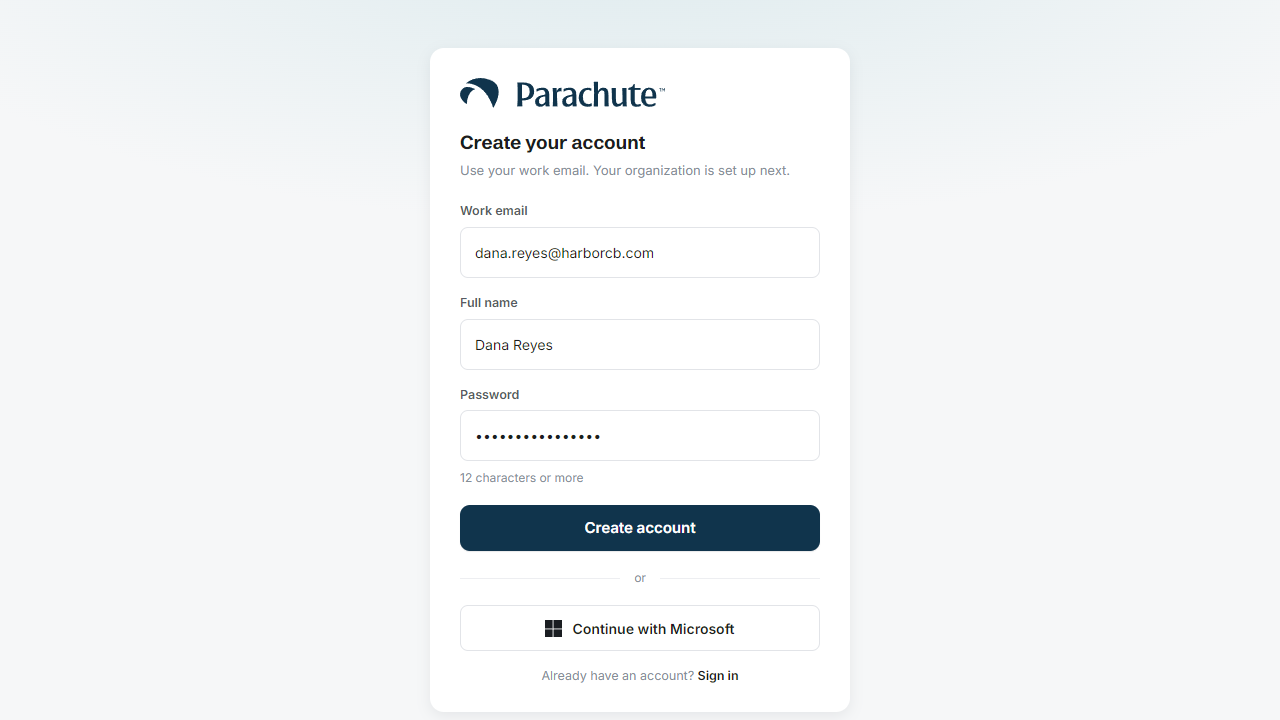 Parachute™
Create your account
Use your work email. Your organization is set up next.
Work email
dana.reyes@harborcb.com
Full name
Dana Reyes
Password
••••••••••••••••
12 characters or more
Create account
or
Continue with Microsoft
Already have an account? Sign in